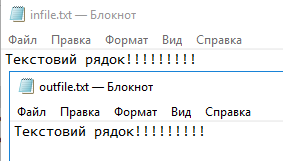 infile.txt — Блокнот
Файл Правка Формат Вид Справка
Текстовий рядок!!!!!!!!!
outfile.txt — Блокнот
Файл Правка Формат Вид Справка
Текстовий рядок!!!!!!!!!